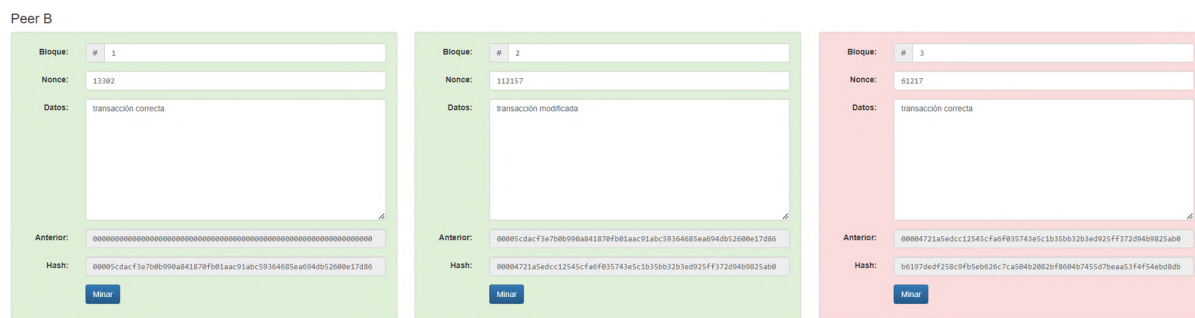 Peer B
Bloque: # 1
Nonce: 13302
Datos: transacción correcta
Anterior: 0000000000000000000000000000000000000000000000000000000000000000
Hash: 00005cdacf3e7b0b990a841870fb01aac91abc59364685ea694db52600e17d86
Minar
Bloque: # 2
Nonce: 112157
Datos: transacción modificada
Anterior: 00005cdacf3e7b0b990a841870fb01aac91abc59364685ea694db52600e17d86
Hash: 00004721a5edcc12545cfa6f035743e5c1b35bb32b3ed925ff372d94b9825ab0
Minar
Bloque: # 3
Nonce: 61217
Datos: transacción correcta
Anterior: 00004721a5edcc12545cfa6f035743e5c1b35bb32b3ed925ff372d94b9825ab0
Hash: b6197dedf258c9fb5eb626c7ca504b2082bf8604b7455d7beaa53f4f54ebd8db
Minar